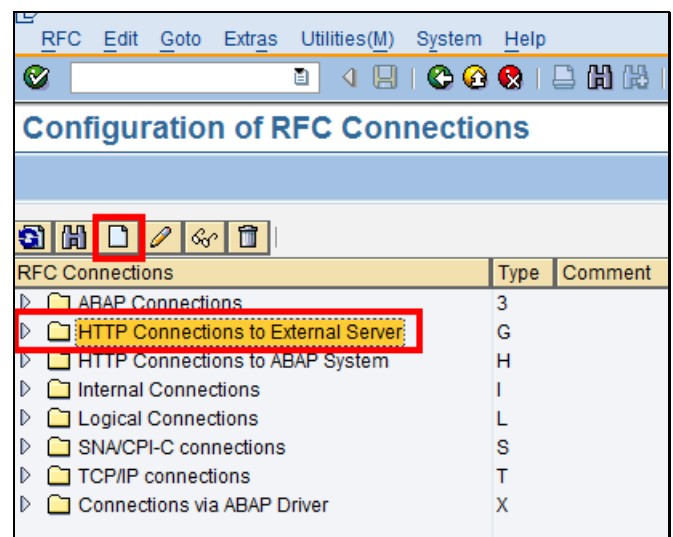 RFC Edit Goto Extras Utilities(M) System Help
Configuration of RFC Connections
RFC Connections Type Comment
ABAP Connections 3
HTTP Connections to External Server G
HTTP Connections to ABAP System H
Internal Connections I
Logical Connections L
SNA/CPI-C connections S
TCP/IP connections T
Connections via ABAP Driver X